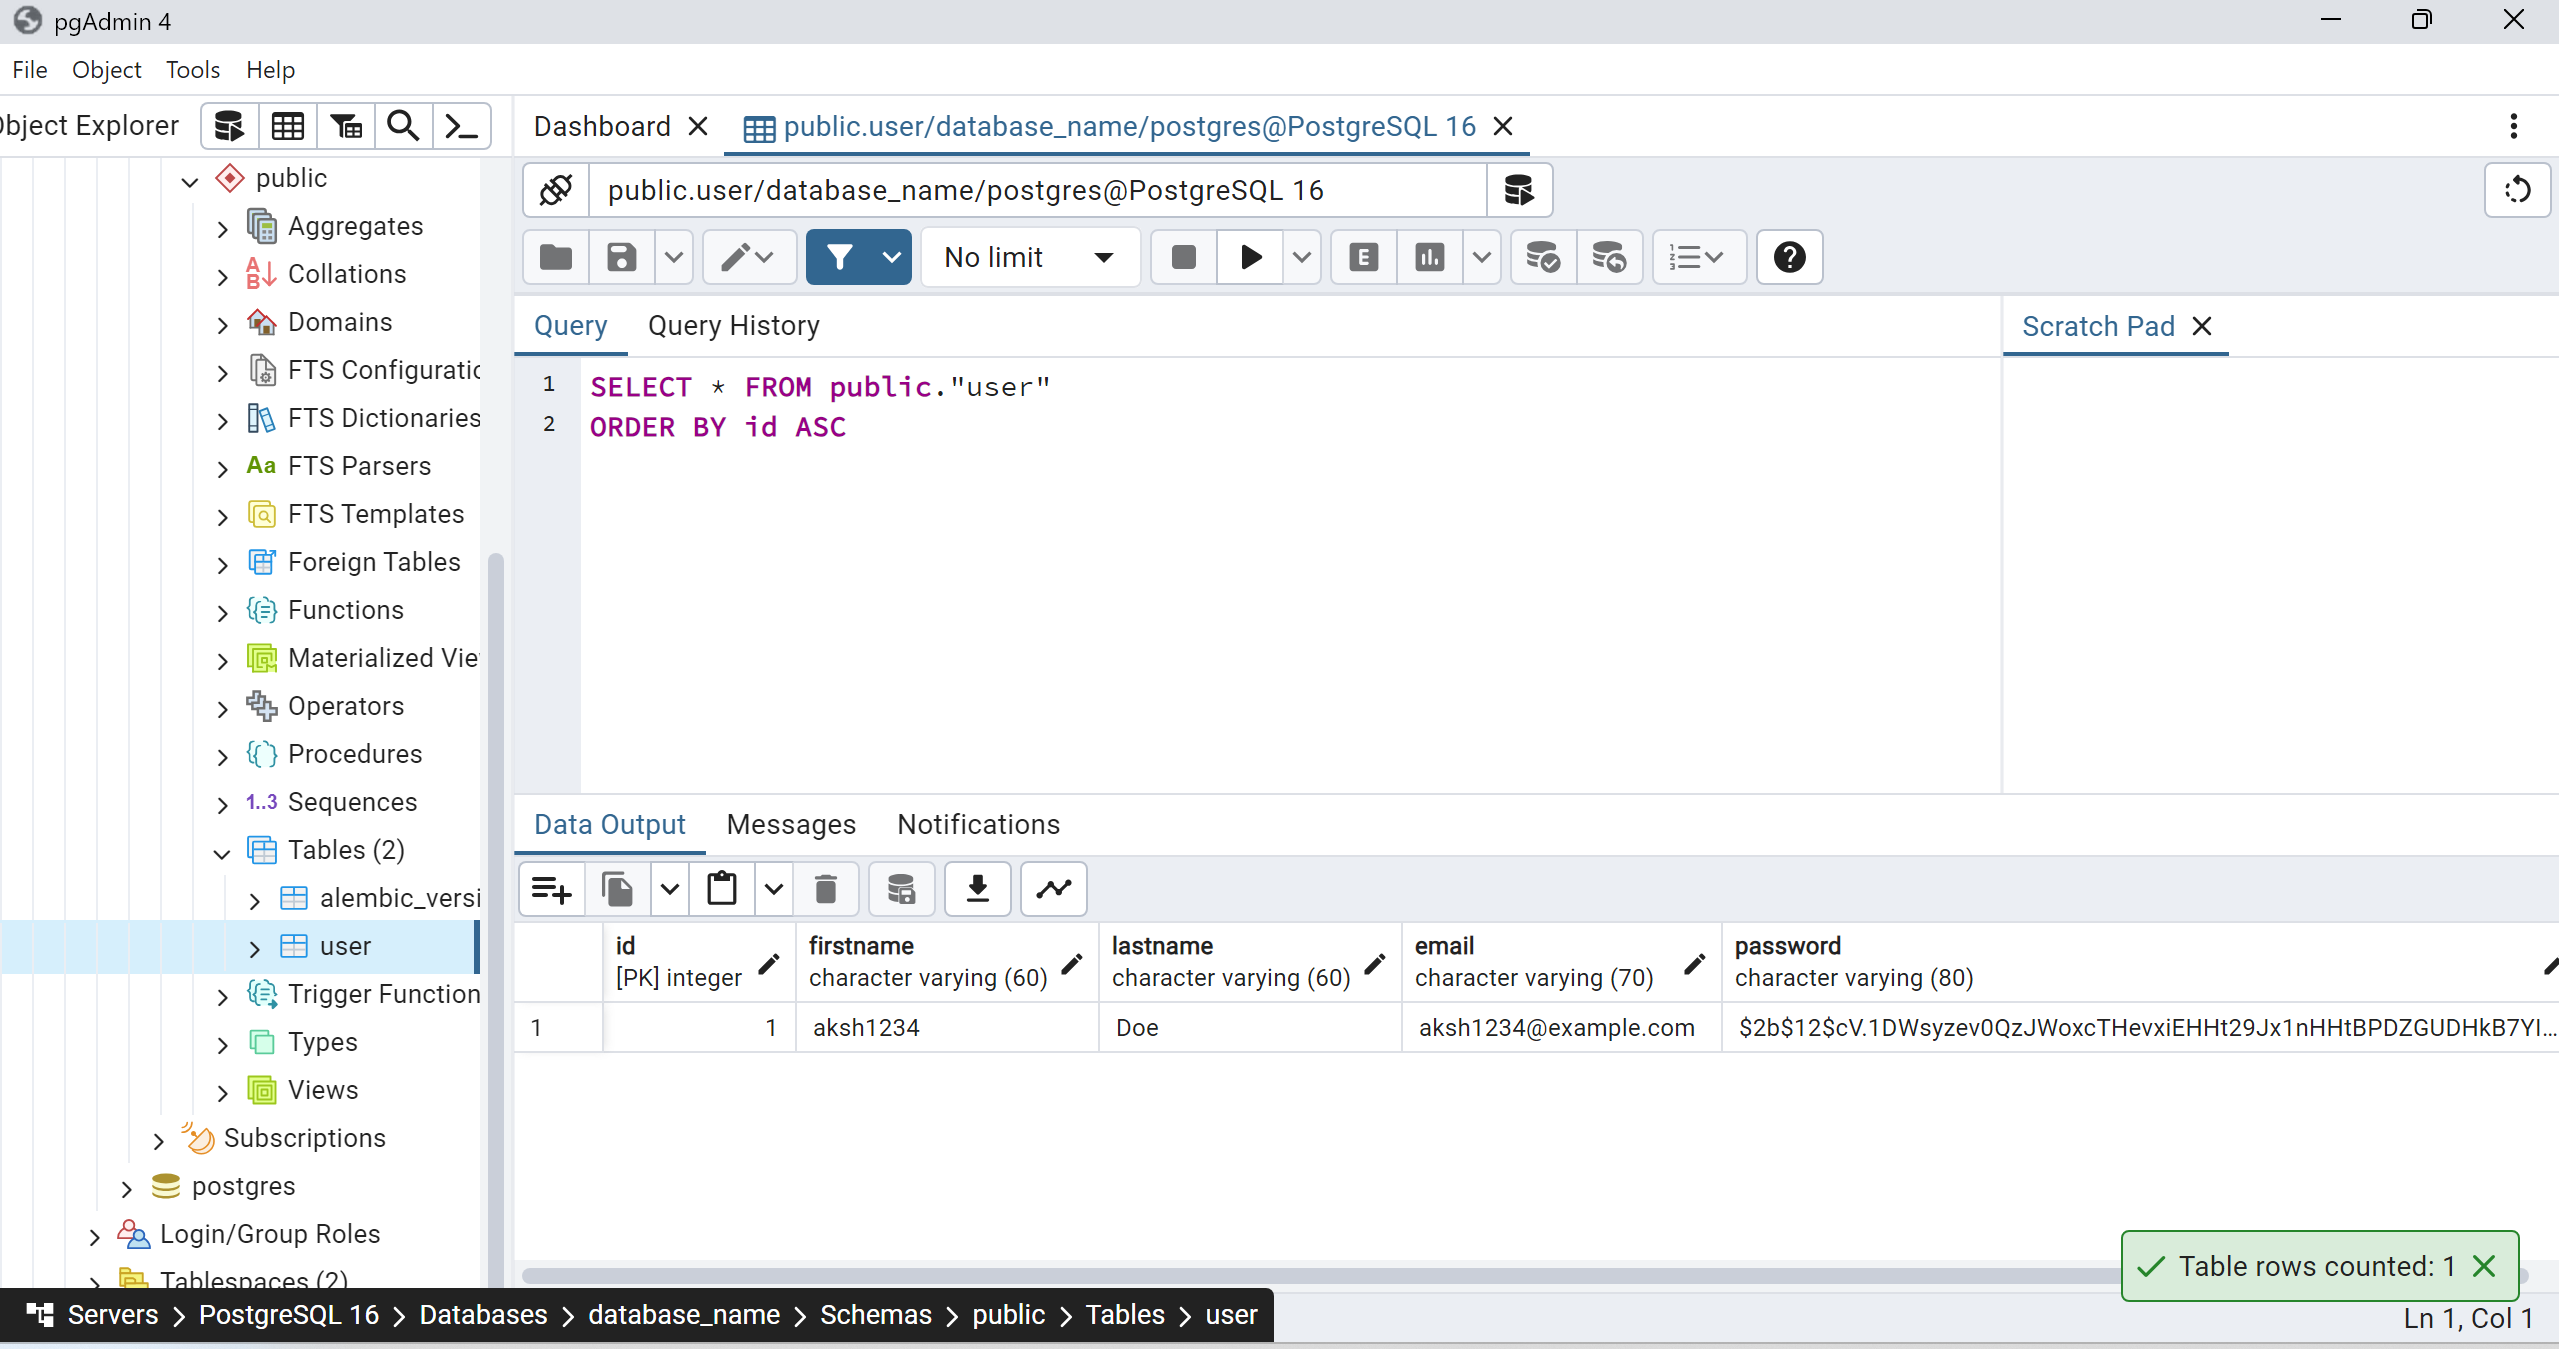 pgAdmin 4
File Object Tools Help
Object Explorer
Dashboard public.user/database_name/postgres@PostgreSQL 16
public.user/database_name/postgres@PostgreSQL 16
No limit
E
Query Query History
Scratch Pad
1 SELECT * FROM public."user"
2 ORDER BY id ASC
public
Aggregates
Collations
Domains
FTS Configuratic
FTS Dictionaries
Aa FTS Parsers
FTS Templates
Foreign Tables
Functions
Materialized Vie
Operators
Procedures
1..3 Sequences
Tables (2)
alembic_versi
user
Trigger Function
Types
Views
Subscriptions
postgres
Login/Group Roles
Tablespaces (2)
Data Output Messages Notifications
id firstname lastname email password
[PK] integer character varying (60) character varying (60) character varying (70) character varying (80)
1 1 aksh1234 Doe aksh1234@example.com $2b$12$cV.1DWsyzev0QzJWoxcTHevxiEHHt29Jx1nHHtBPDZGUDHkB7YI...
Table rows counted: 1
Servers PostgreSQL 16 Databases database_name Schemas public Tables user
Ln 1, Col 1